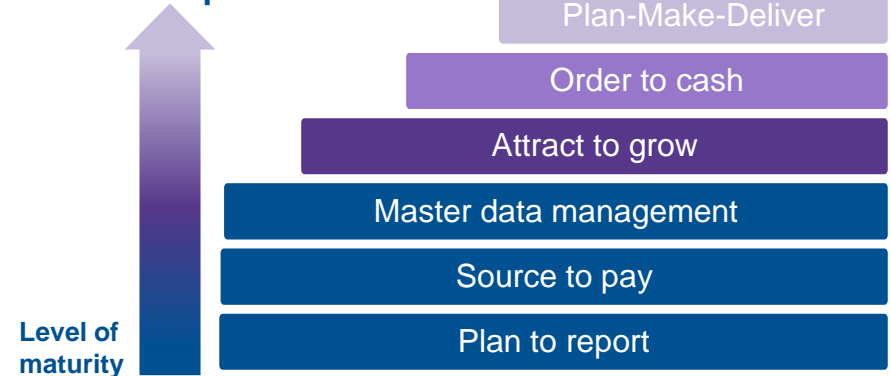 Plan-Make-Deliver
Order to cash
Attract to grow
Master data management
Source to pay
Plan to report
Level of
maturity